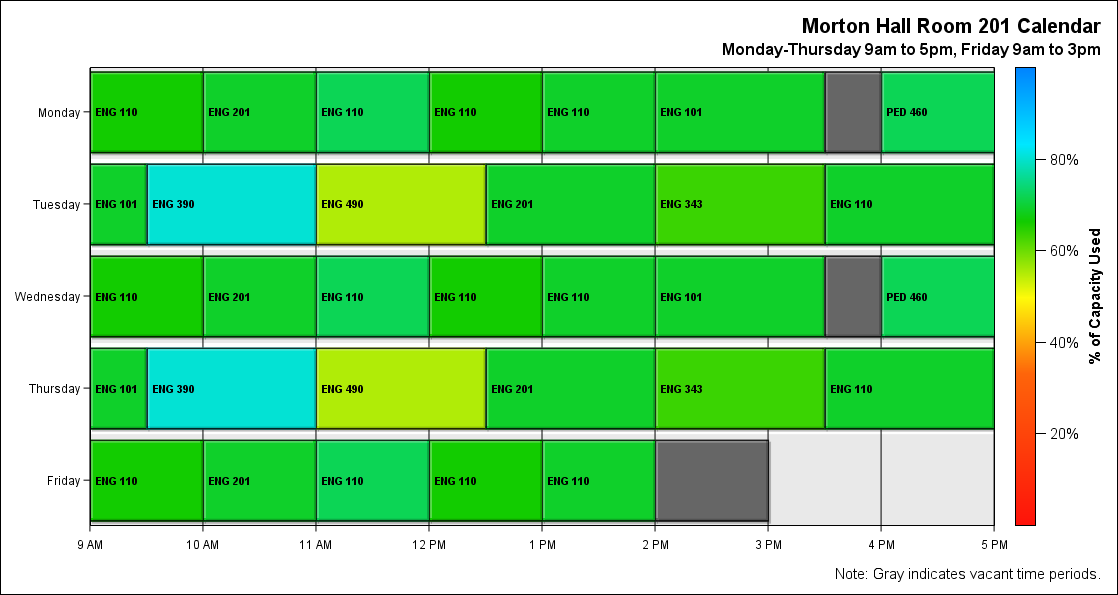 Morton Hall Room 201 Calendar
Monday-Thursday 9am to 5pm, Friday 9am to 3pm
Monday ENG 110 ENG 201 ENG 110 ENG 110 ENG 110 ENG 101 PED 460
Tuesday ENG 101 ENG 390 ENG 490 ENG 201 ENG 343 ENG 110
Wednesday ENG 110 ENG 201 ENG 110 ENG 110 ENG 110 ENG 101 PED 460
Thursday ENG 101 ENG 390 ENG 490 ENG 201 ENG 343 ENG 110
Friday ENG 110 ENG 201 ENG 110 ENG 110 ENG 110
9 AM 10 AM 11 AM 12 PM 1 PM 2 PM 3 PM 4 PM 5 PM
80%
60%
40%
20%
% of Capacity Used
Note: Gray indicates vacant time periods.